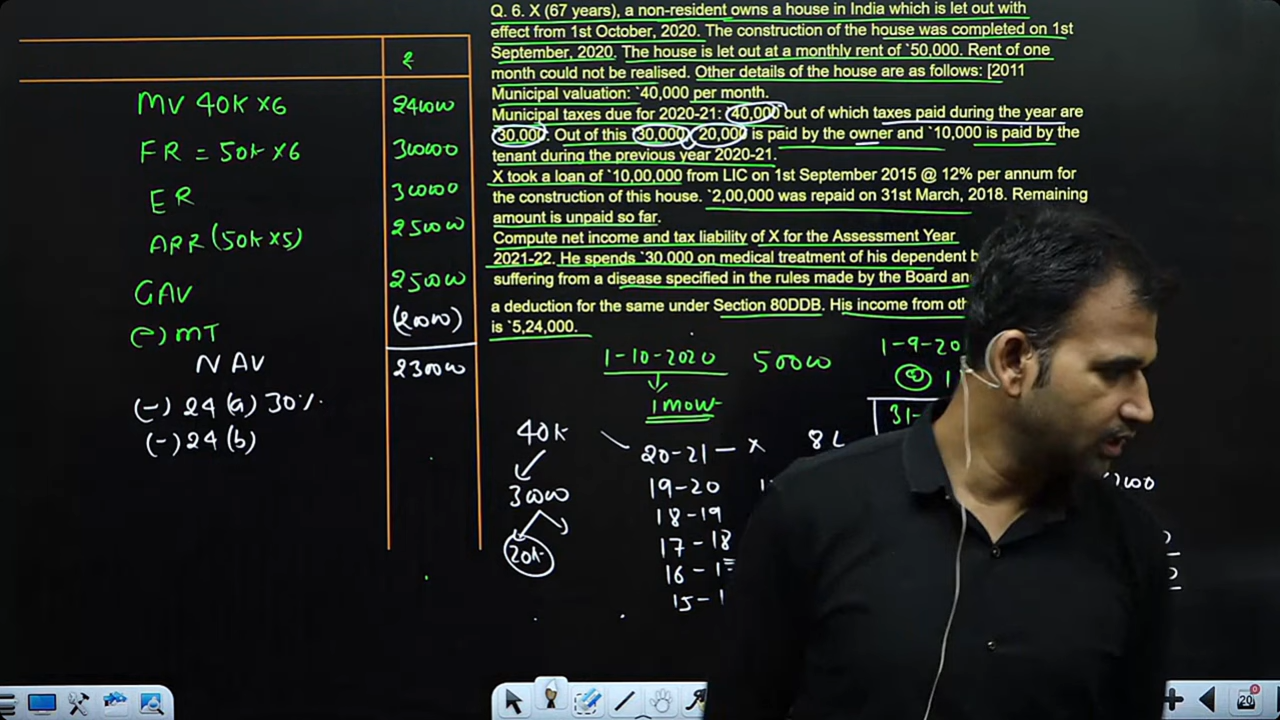 Q. 6. X (67 years), a non-resident owns a house in India which is let out with
effect from 1st October, 2020. The construction of the house was completed on 1st
September, 2020. The house is let out at a monthly rent of `50,000. Rent of one
month could not be realised. Other details of the house are as follows: [2011
Municipal valuation: `40,000 per month.
Municipal taxes due for 2020-21: `40,000 out of which taxes paid during the year are
`30,000. Out of this `30,000, `20,000 is paid by the owner and `10,000 is paid by the
tenant during the previous year 2020-21.
X took a loan of `10,00,000 from LIC on 1st September 2015 @ 12% per annum for
the construction of this house. `2,00,000 was repaid on 31st March, 2018. Remaining
amount is unpaid so far.
Compute net income and tax liability of X for the Assessment Year
2021-22. He spends `30,000 on medical treatment of his dependent
suffering from a disease specified in the rules made by the Board
a deduction for the same under Section 80DDB. His income from
is `5,24,000.
₹
MV 40K X6 240000
FR = 50K X6 300000
ER 300000
ARR (50K X5) 250000
GAV 250000
(-) MT (20000)
NAV 230000
(-) 24 (a) 30%
(-) 24 (b)
1-10-2020 50000
1-9-20
40K
20-21 - X 8L
30000
19-20
18-19
20K
17-18
16-1
15-1
31-
20